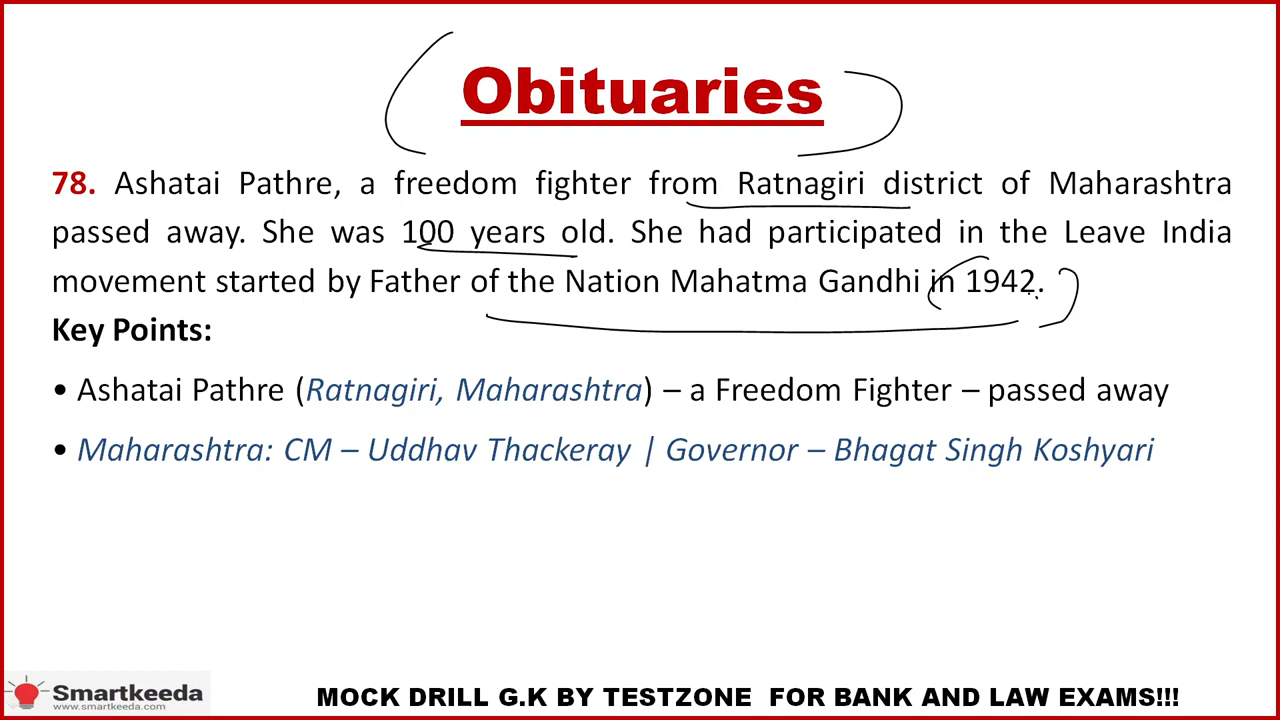 Obituaries
78. Ashatai Pathre, a freedom fighter from Ratnagiri district of Maharashtra
passed away. She was 100 years old. She had participated in the Leave India
movement started by Father of the Nation Mahatma Gandhi in 1942.
Key Points:
• Ashatai Pathre (Ratnagiri, Maharashtra) – a Freedom Fighter – passed away
• Maharashtra: CM – Uddhav Thackeray | Governor – Bhagat Singh Koshyari
Smartkeeda
www.smartkeeda.com
MOCK DRILL G.K BY TESTZONE FOR BANK AND LAW EXAMS!!!